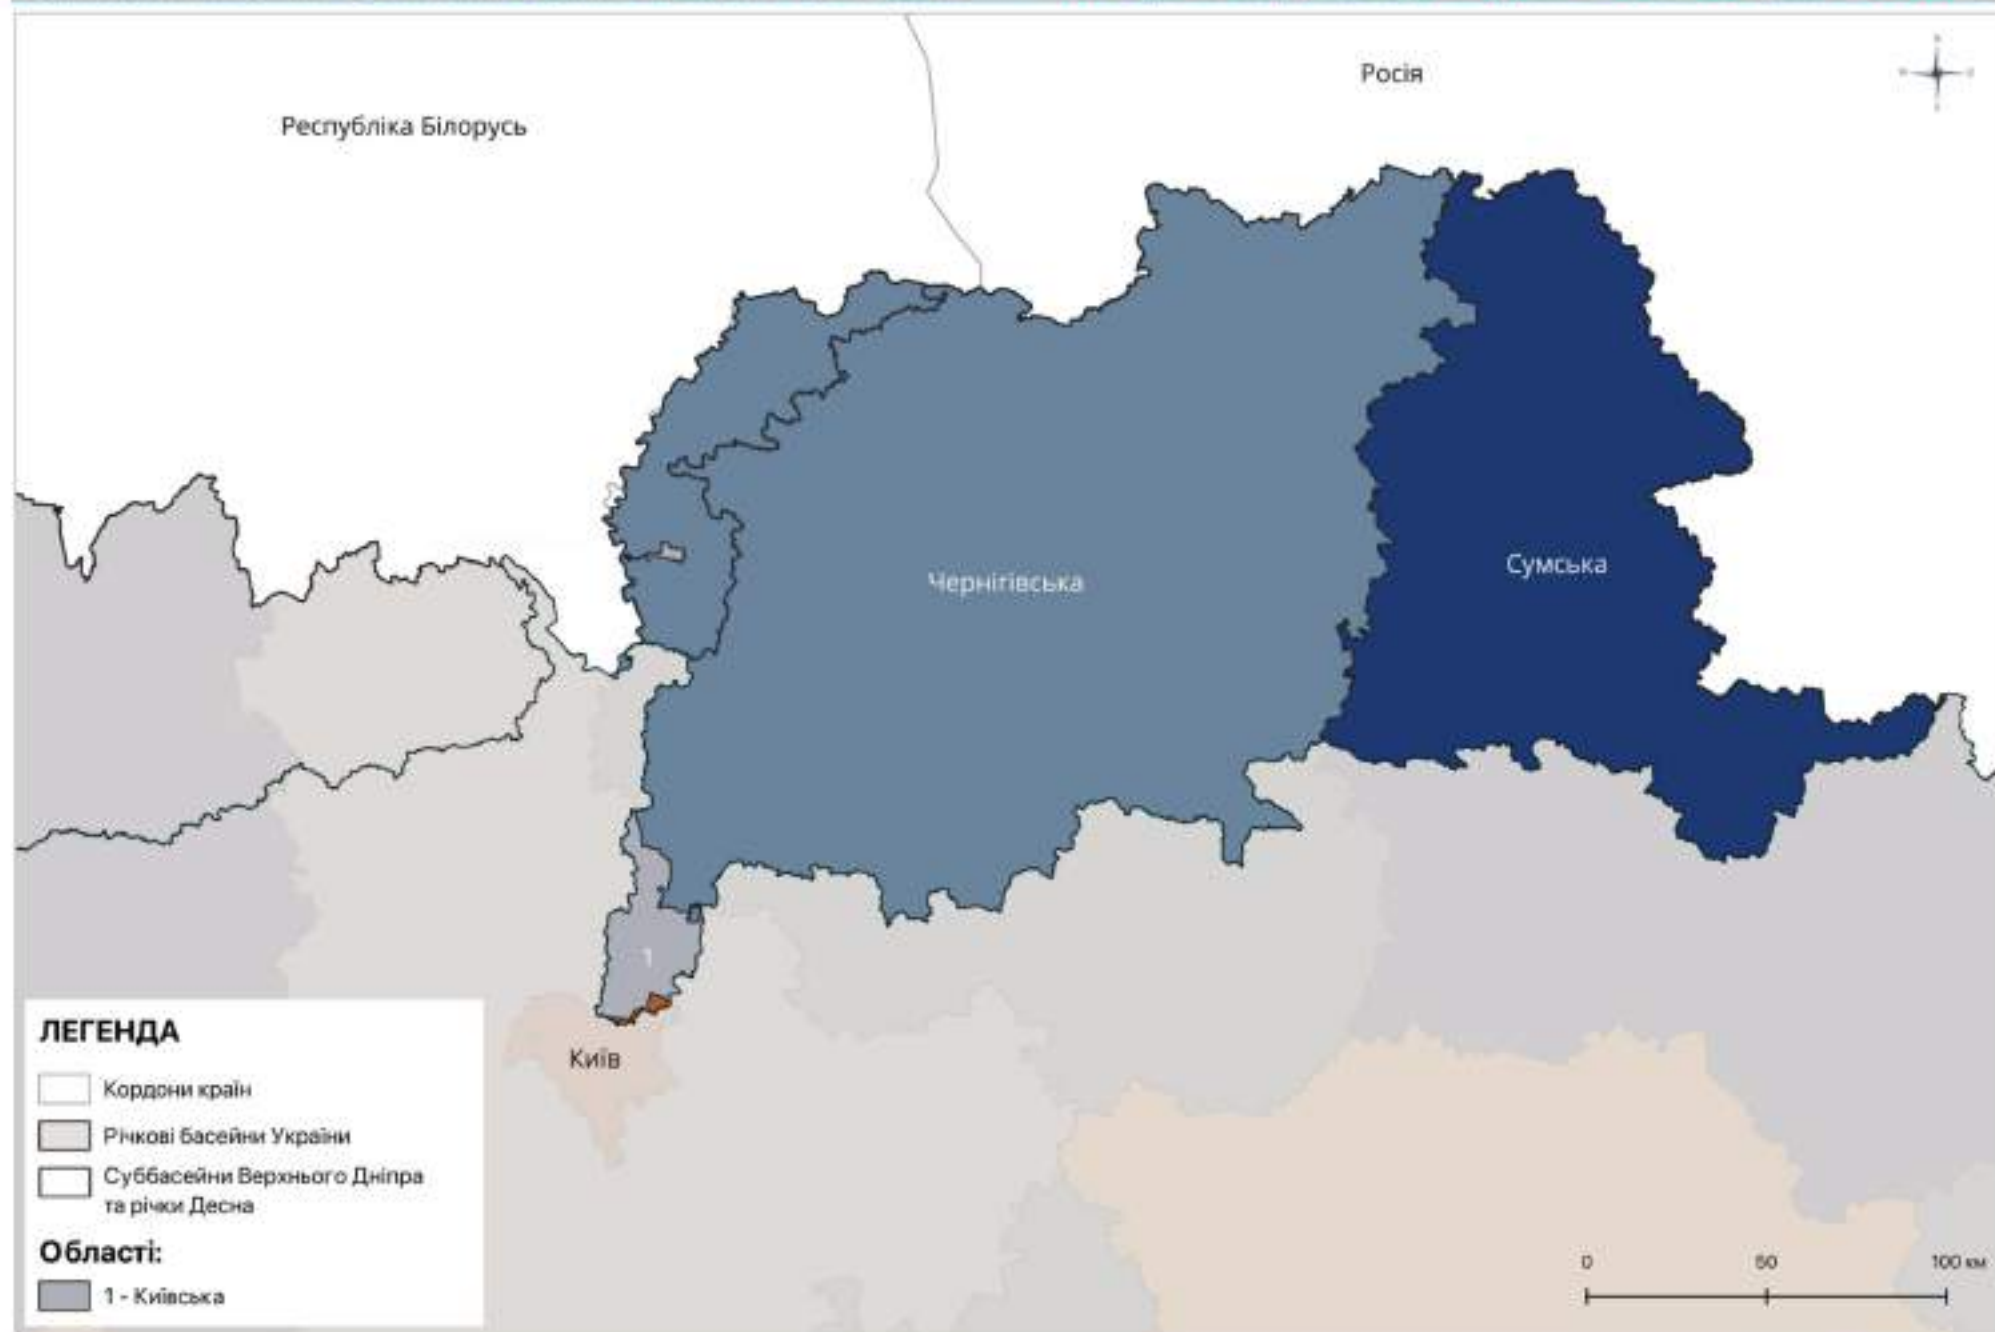 Росія
Республіка Білорусь
Сумська
Чернігівська
1
Київ
ЛЕГЕНДА
Кордони країн
Річкові басейни України
Суббасейни Верхнього Дніпра
та річки Десна
Області:
1 - Київська
0 50 100 км